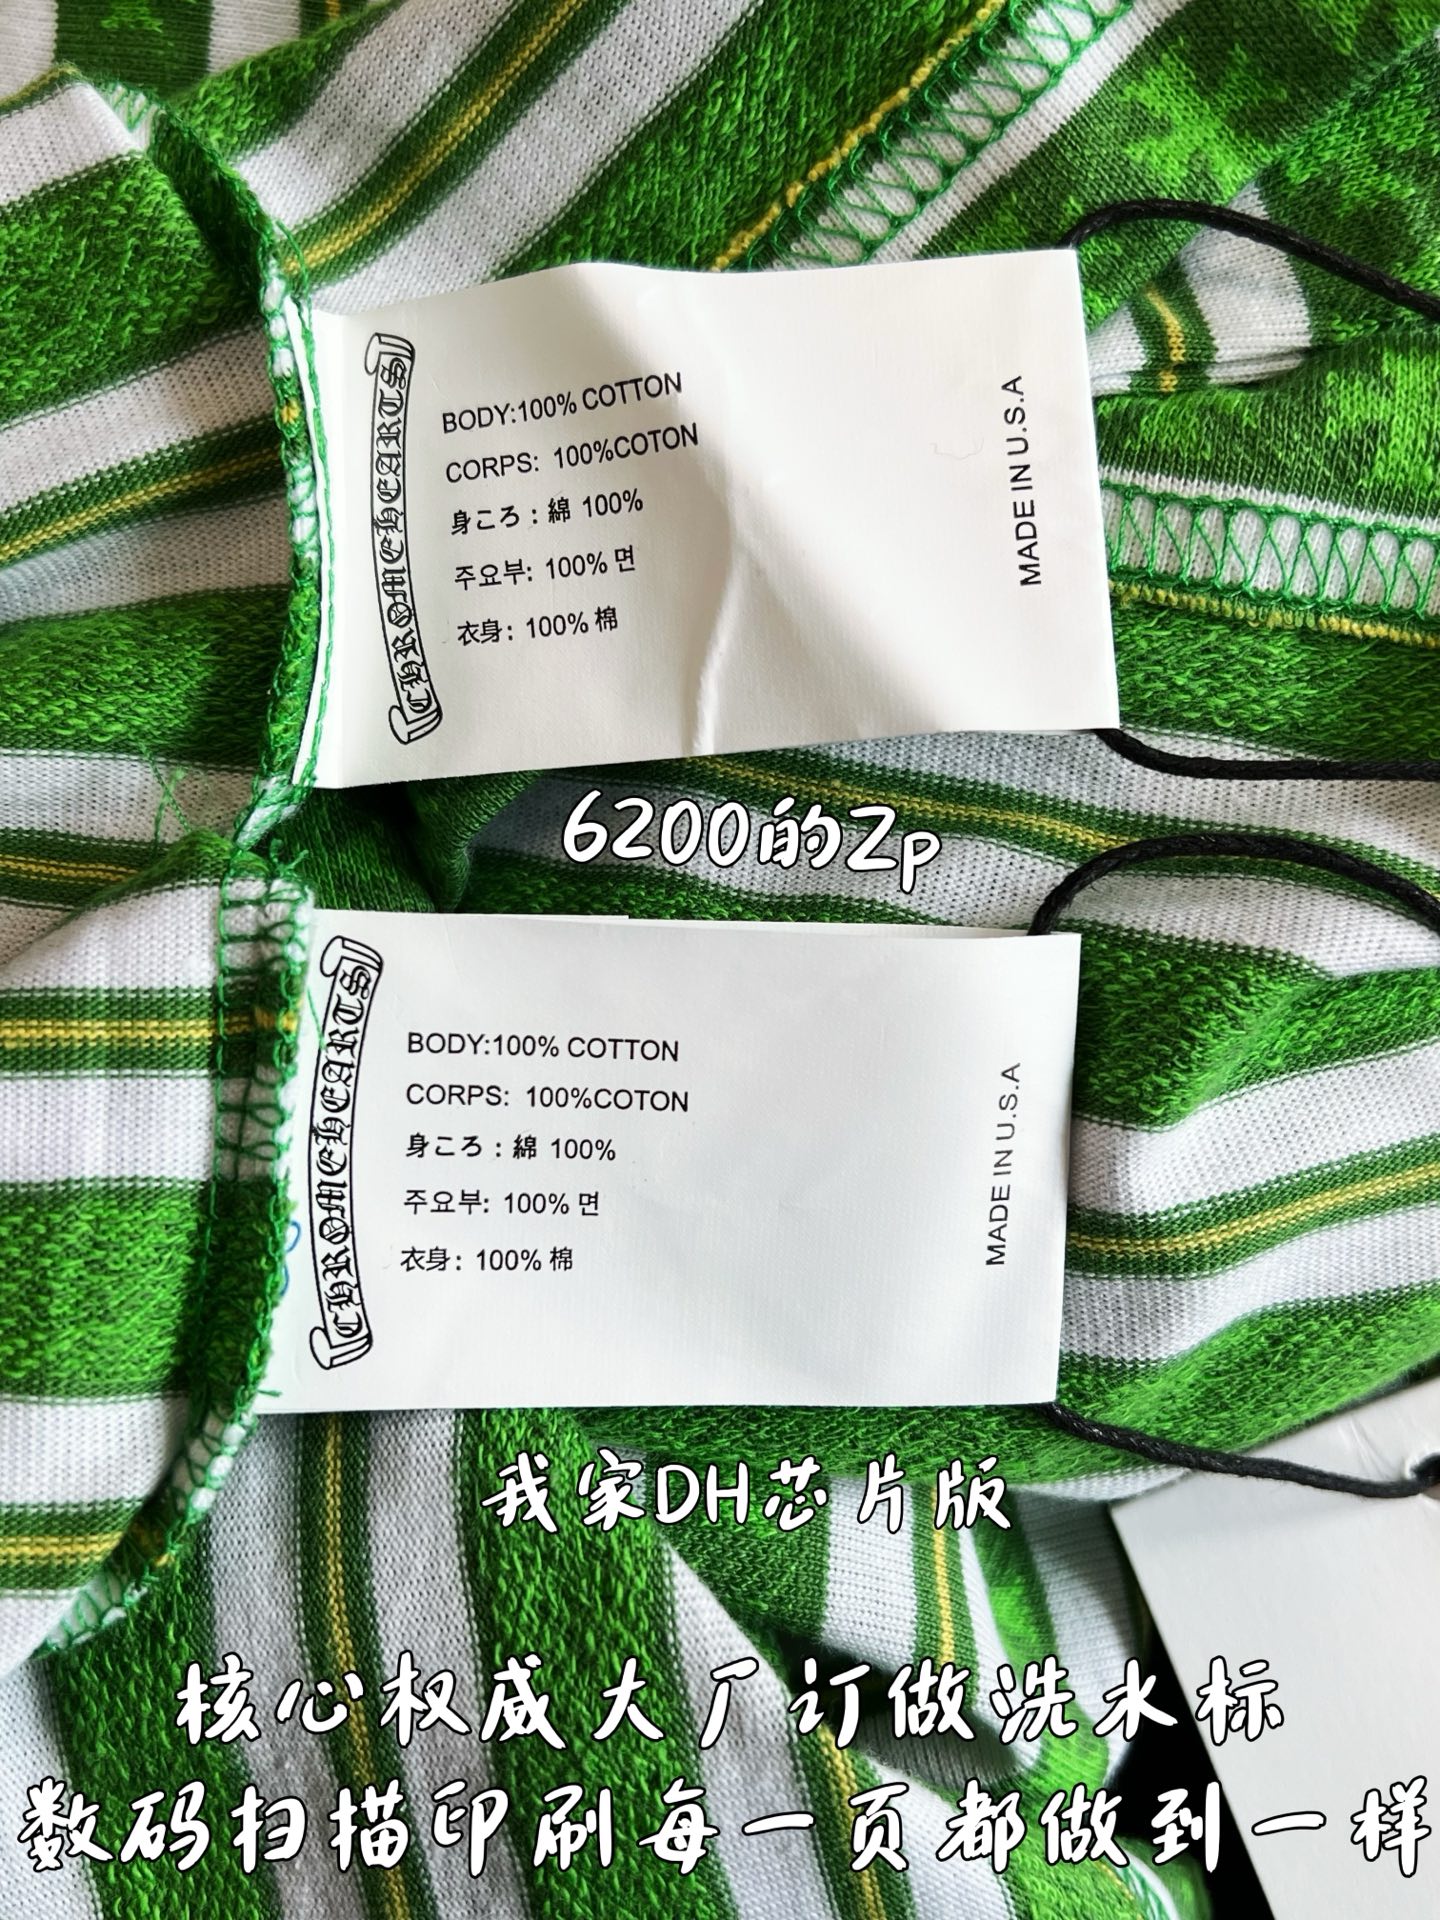 CHROME HEARTS
BODY:100% COTTON
CORPS: 100%COTON
身ころ：綿 100%
주요부: 100% 면
衣身: 100% 棉
MADE IN U.S.A
6200的Zp
CHROME HEARTS
BODY:100% COTTON
CORPS: 100%COTON
身ころ：綿 100%
주요부: 100% 면
衣身: 100% 棉
MADE IN U.S.A
我家DH芯片版
核心权威大厂订做洗水标
数码扫描印刷每一页都做到一样